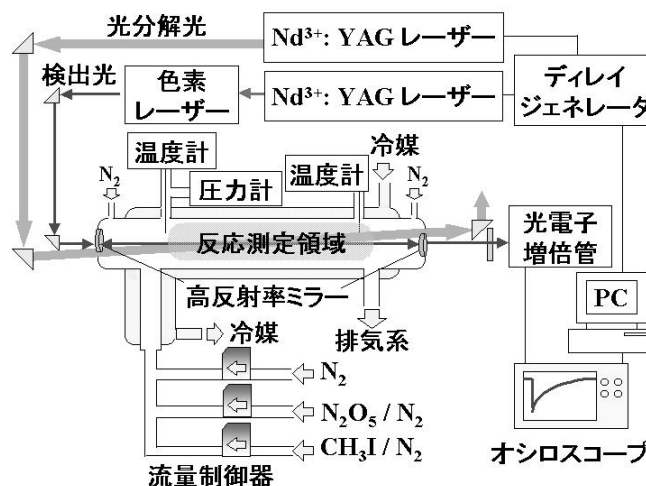 光分解光
Nd³⁺: YAG レーザー
検出光
色素
レーザー
Nd³⁺: YAG レーザー
ディレイ
ジェネレータ
温度計
冷媒
N₂
圧力計
温度計
N₂
反応測定領域
光電子
増倍管
高反射率ミラー
冷媒
排気系
PC
N₂
N₂O₅ / N₂
CH₃I / N₂
流量制御器
オシロスコープ